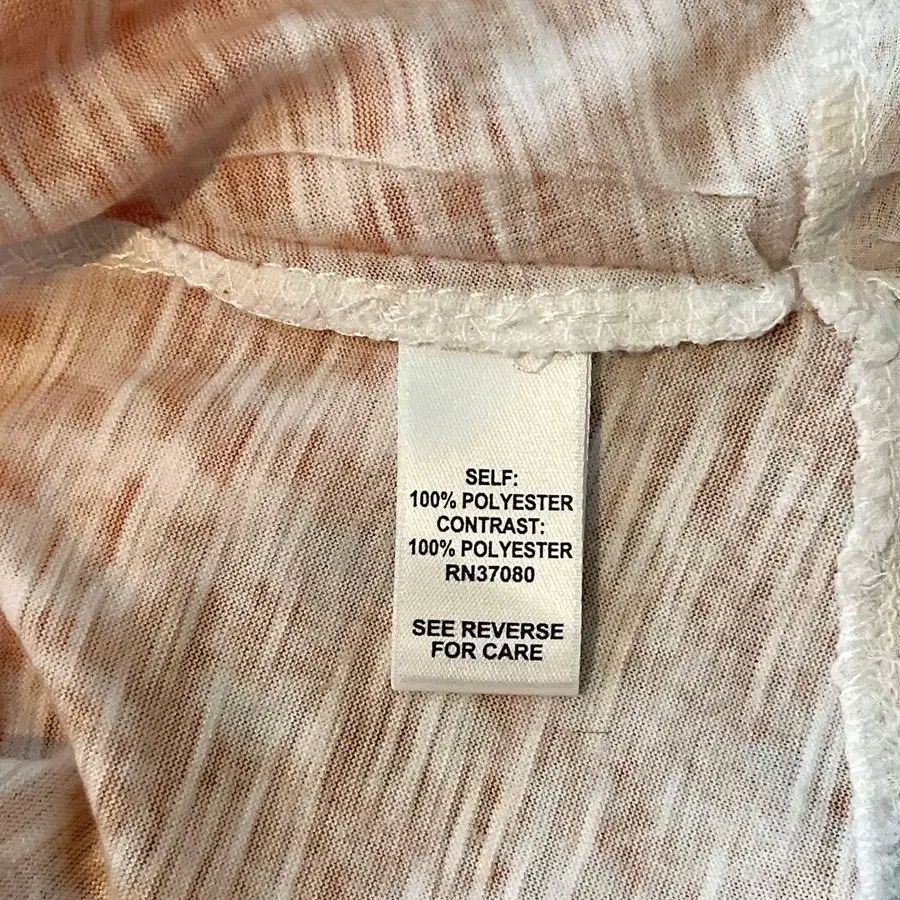 SELF:
100% POLYESTER
CONTRAST:
100% POLYESTER
RN37080
SEE REVERSE
FOR CARE